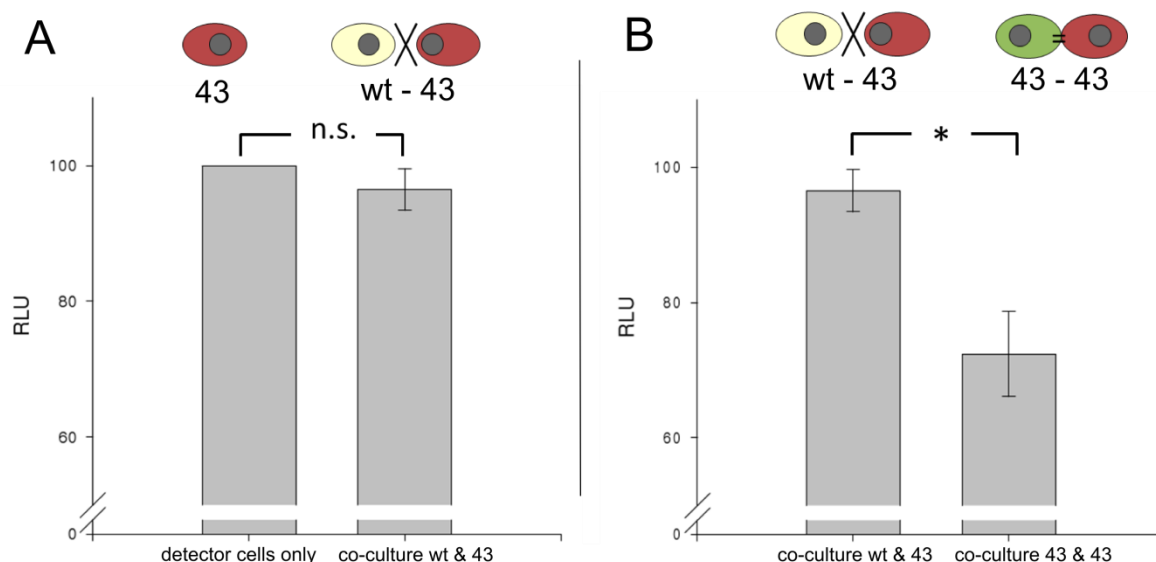 A
43
wt - 43
n.s.
100
80
60
0
RLU
detector cells only
co-culture wt & 43
B
wt - 43
43 - 43
=
*
100
80
60
0
RLU
co-culture wt & 43
co-culture 43 & 43